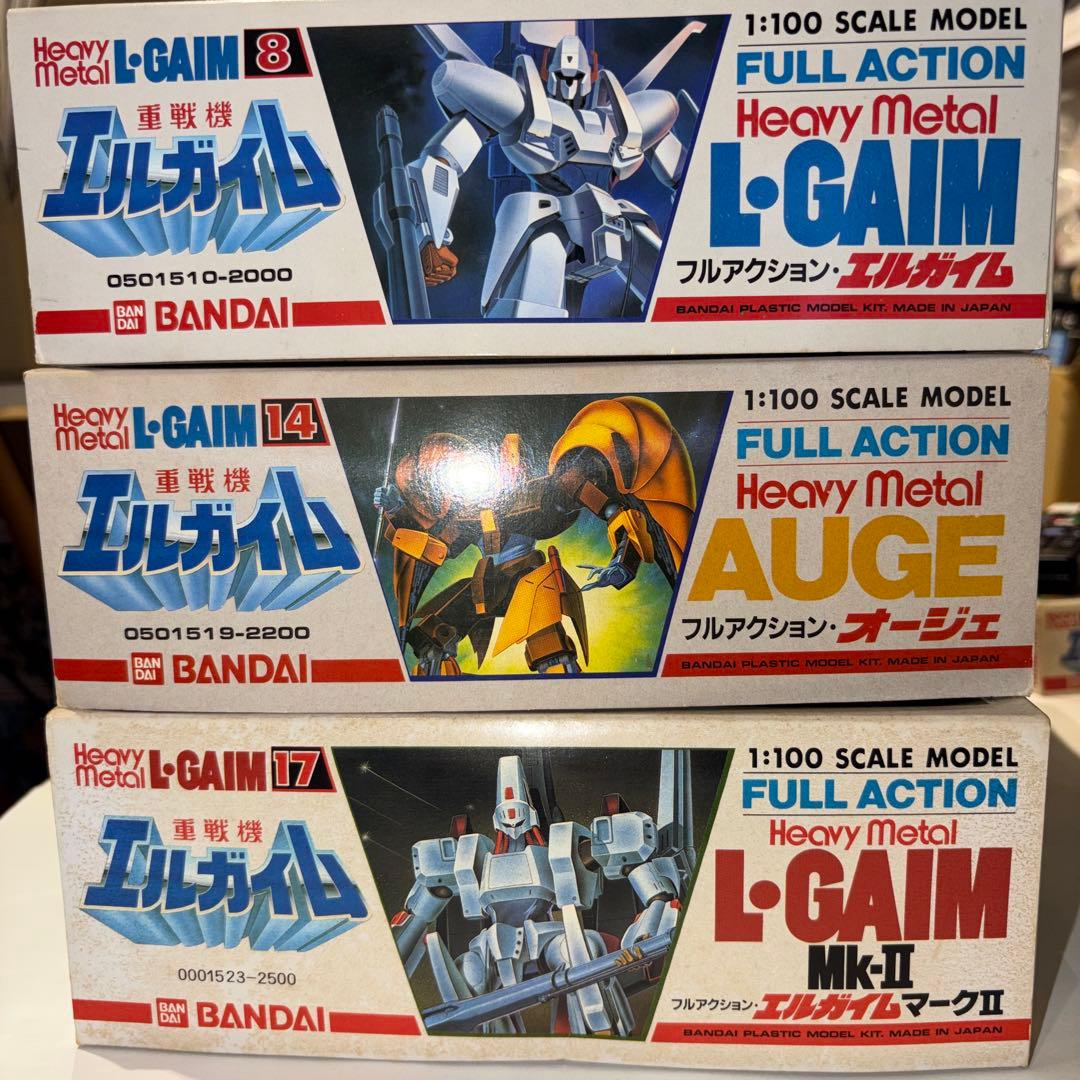 Heavy Metal L·GAIM 8
重戦機
エルガイム
0501510-2000
BAN DAI BANDAI
1:100 SCALE MODEL
FULL ACTION
Heavy Metal
L·GAIM
フルアクション・エルガイム
BANDAI PLASTIC MODEL KIT. MADE IN JAPAN
Heavy Metal L·GAIM 14
重戦機
エルガイム
0501519-2200
BAN DAI BANDAI
1:100 SCALE MODEL
FULL ACTION
Heavy Metal
AUGE
フルアクション・オージェ
BANDAI PLASTIC MODEL KIT. MADE IN JAPAN
Heavy Metal L·GAIM 17
重戦機
エルガイム
0001523-2500
BAN DAI BANDAI
1:100 SCALE MODEL
FULL ACTION
Heavy Metal
L·GAIM
Mk-II
フルアクション・エルガイムマークII
BANDAI PLASTIC MODEL KIT. MADE IN JAPAN